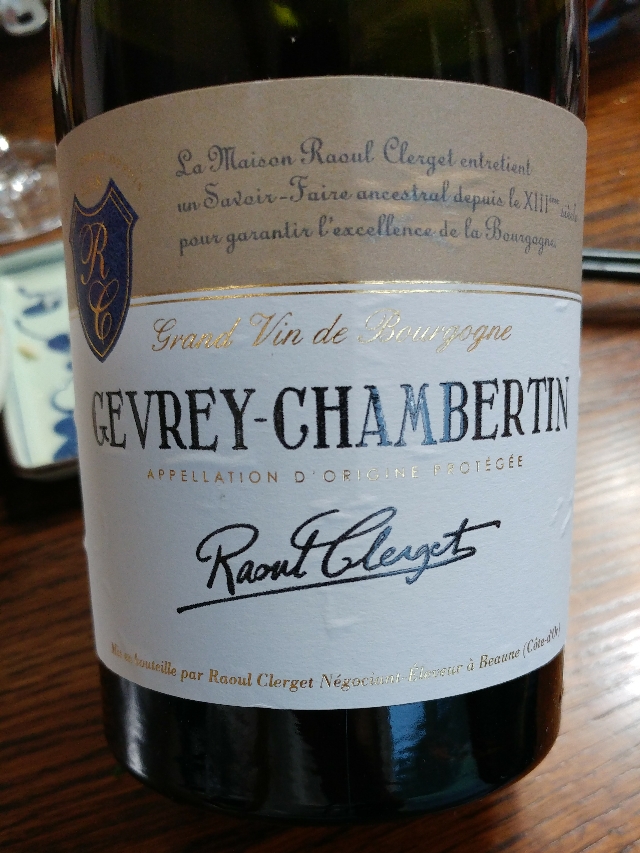 La Maison Raoul Clerget entretient
un Savoir-Faire ancestral depuis le XIIIème siècle
pour garantir l'excellence de la Bourgogne.
R
C
Grand Vin de Bourgogne
GEVREY-CHAMBERTIN
APPELLATION D'ORIGINE PROTÉGÉE
Raoul Clerget
Mis en bouteille par Raoul Clerget Négociant-Éleveur à Beaune (Côte-d'Or)